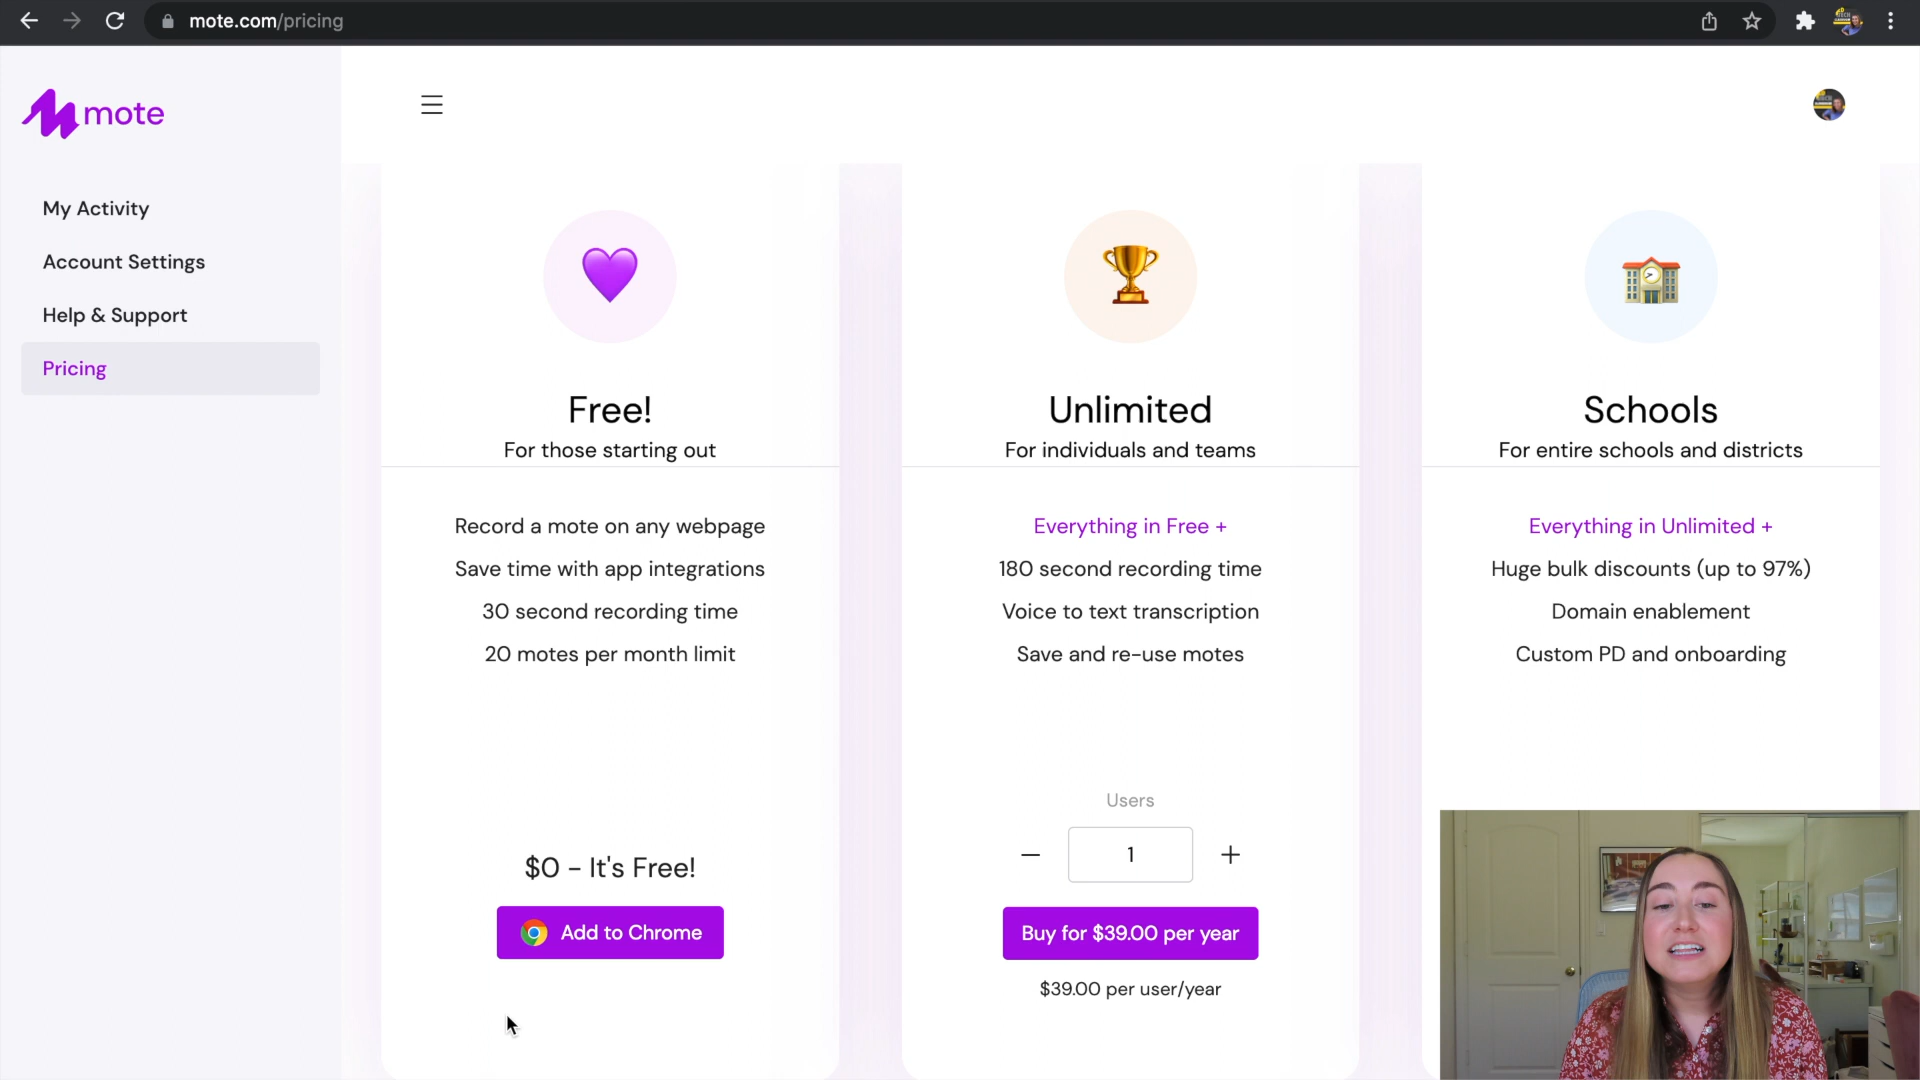 mote.com/pricing
mote
My Activity
Account Settings
Help & Support
Pricing
Free!
For those starting out
Record a mote on any webpage
Save time with app integrations
30 second recording time
20 motes per month limit
$0 - It's Free!
Add to Chrome
Unlimited
For individuals and teams
Everything in Free +
180 second recording time
Voice to text transcription
Save and re-use motes
Users
1
Buy for $39.00 per year
$39.00 per user/year
Schools
For entire schools and districts
Everything in Unlimited +
Huge bulk discounts (up to 97%)
Domain enablement
Custom PD and onboarding